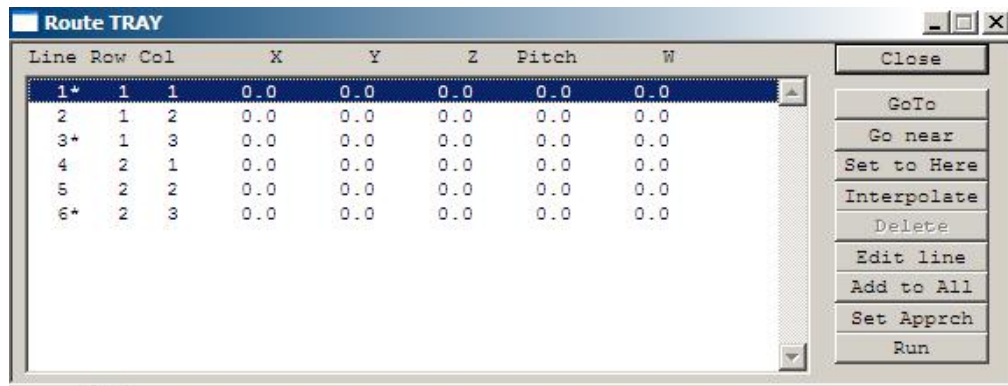 Route TRAY
Line Row Col X Y Z Pitch W
1* 1 1 0.0 0.0 0.0 0.0 0.0
2 1 2 0.0 0.0 0.0 0.0 0.0
3* 1 3 0.0 0.0 0.0 0.0 0.0
4 2 1 0.0 0.0 0.0 0.0 0.0
5 2 2 0.0 0.0 0.0 0.0 0.0
6* 2 3 0.0 0.0 0.0 0.0 0.0
Close
GoTo
Go near
Set to Here
Interpolate
Delete
Edit line
Add to All
Set Apprch
Run